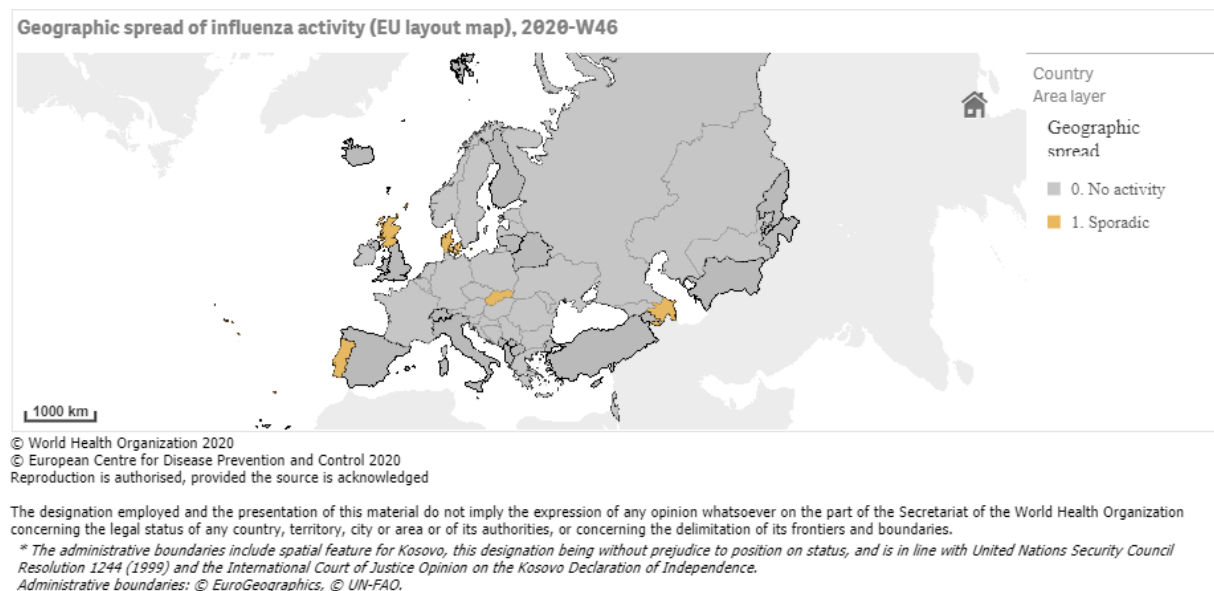 Geographic spread of influenza activity (EU layout map), 2020-W46
Country
Area layer
Geographic
spread
0. No activity
1. Sporadic
1000 km
© World Health Organization 2020
© European Centre for Disease Prevention and Control 2020
Reproduction is authorised, provided the source is acknowledged
The designation employed and the presentation of this material do not imply the expression of any opinion whatsoever on the part of the Secretariat of the World Health Organization
concerning the legal status of any country, territory, city or area or of its authorities, or concerning the delimitation of its frontiers and boundaries.
* The administrative boundaries include spatial feature for Kosovo, this designation being without prejudice to position on status, and is in line with United Nations Security Council
Resolution 1244 (1999) and the International Court of Justice Opinion on the Kosovo Declaration of Independence.
Administrative boundaries: © EuroGeographics, © UN-FAO.